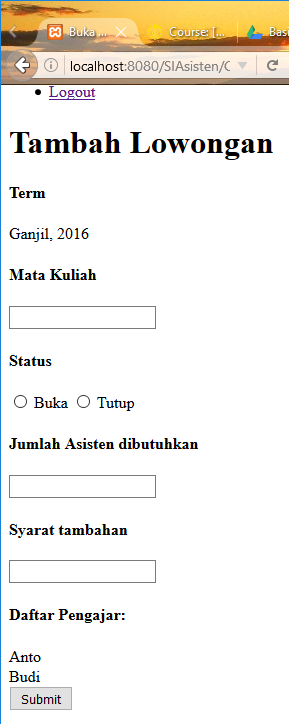 Buka ...
Course: [...
Basi
localhost:8080/SIAsisten/
Logout
Tambah Lowongan
Term
Ganjil, 2016
Mata Kuliah
Status
Buka Tutup
Jumlah Asisten dibutuhkan
Syarat tambahan
Daftar Pengajar:
Anto
Budi
Submit